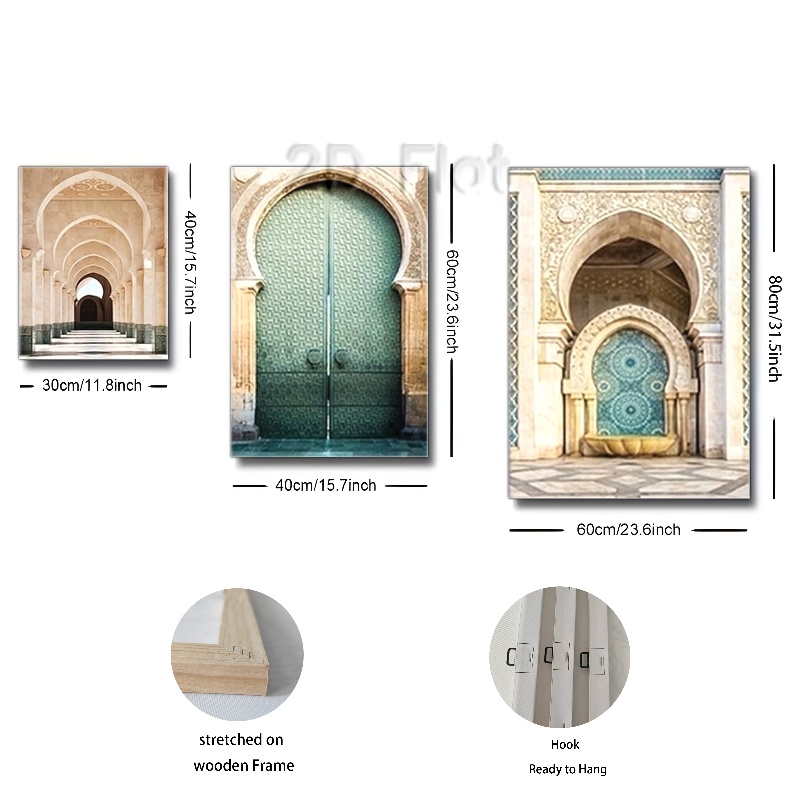 2D Flat
40cm/15.7inch
30cm/11.8inch
60cm/23.6inch
40cm/15.7inch
80cm/31.5inch
60cm/23.6inch
stretched on
wooden Frame
Hook
Ready to Hang